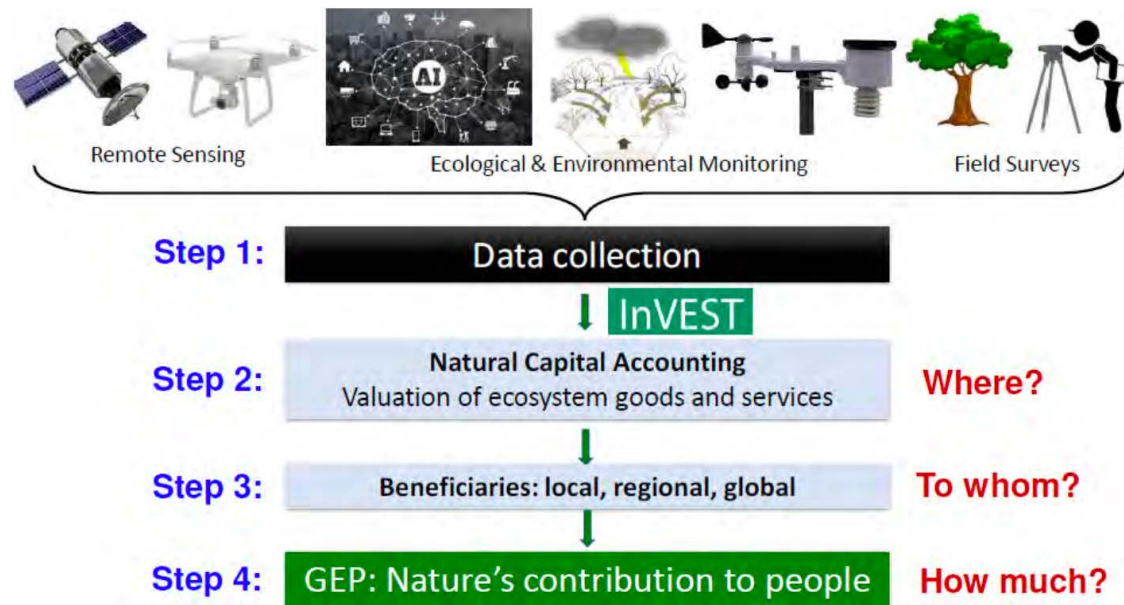 AI
Remote Sensing
Ecological & Environmental Monitoring
Field Surveys
Step 1:
Data collection
InVEST
Step 2:
Natural Capital Accounting
Valuation of ecosystem goods and services
Where?
Step 3:
Beneficiaries: local, regional, global
To whom?
Step 4:
GEP: Nature’s contribution to people
How much?